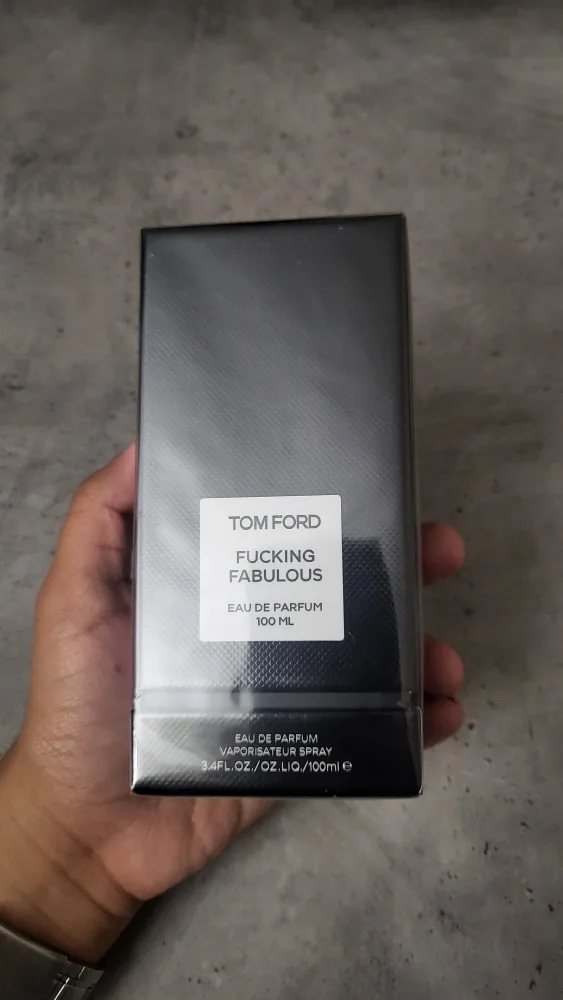 TOM FORD
FUCKING
FABULOUS
EAU DE PARFUM
100 ML
EAU DE PARFUM
VAPORISATEUR SPRAY
3.4FL.OZ./OZ.LIQ./100ml ℮